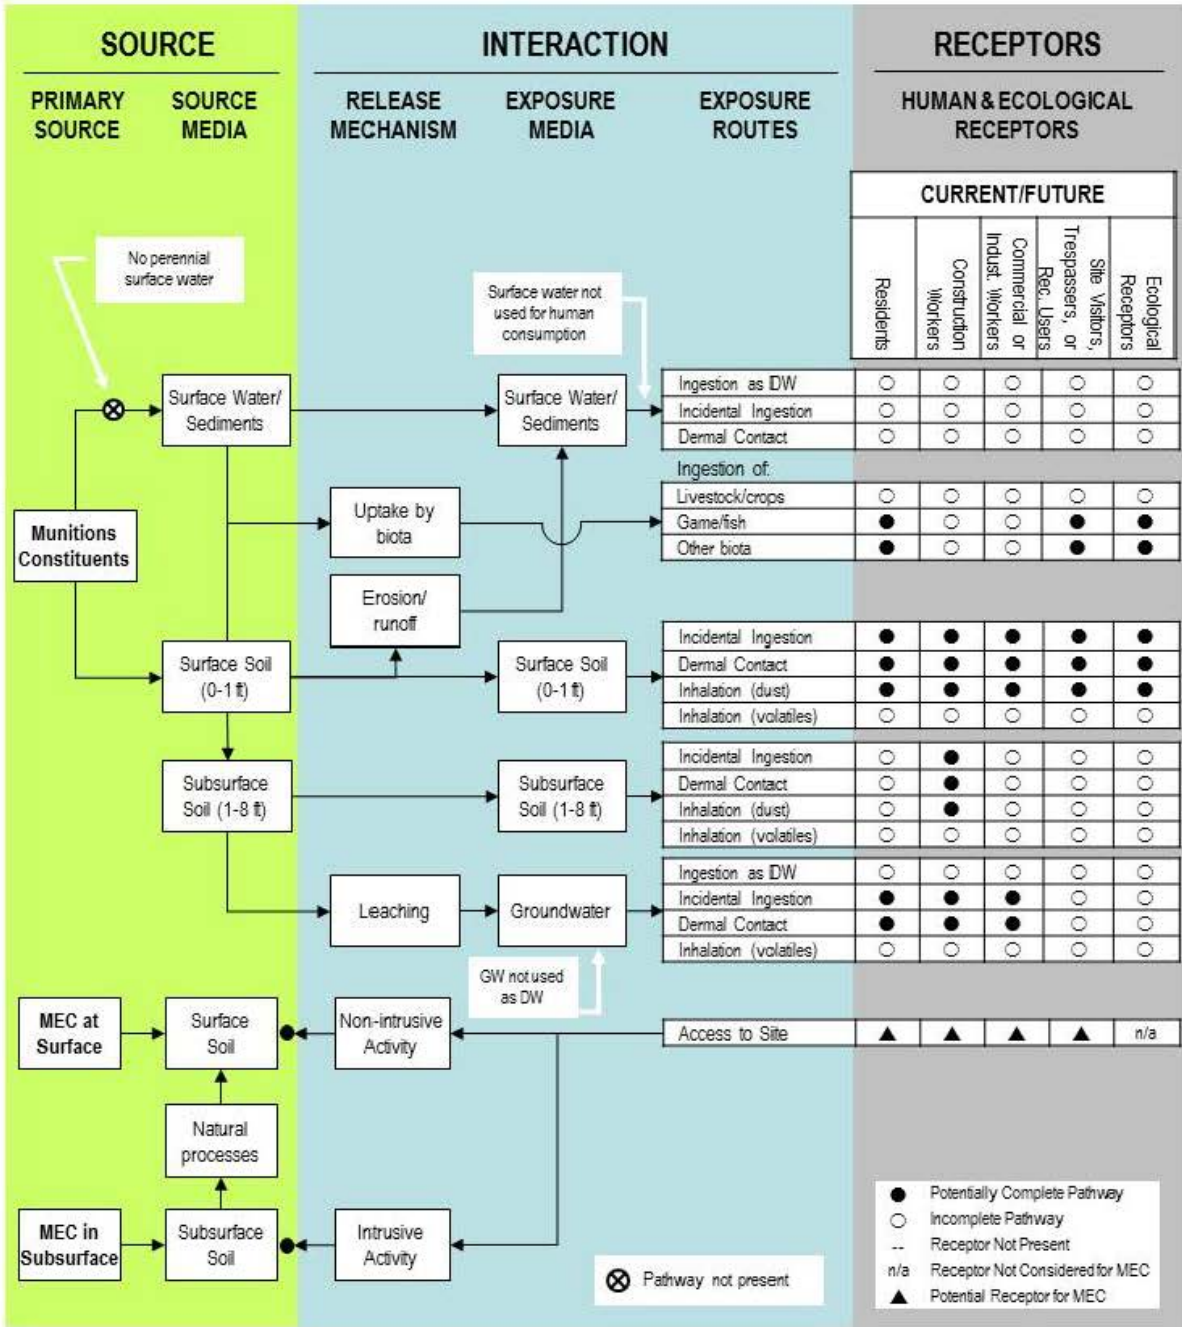 SOURCE
INTERACTION
RECEPTORS
PRIMARY
SOURCE
SOURCE
MEDIA
RELEASE
MECHANISM
EXPOSURE
MEDIA
EXPOSURE
ROUTES
HUMAN & ECOLOGICAL
RECEPTORS
CURRENT/FUTURE
Residents
Construction
Workers
Commercial or
Indust. Workers
Site Visitors,
Trespassers, or
Rec. Users
Ecological
Receptors
No perennial
surface water
Surface water not
used for human
consumption
Surface Water/
Sediments
Surface Water/
Sediments
Ingestion as DW
Incidental Ingestion
Dermal Contact
Ingestion of:
Livestock/crops
Game/fish
Other biota
Munitions
Constituents
Uptake by
biota
Erosion/
runoff
Surface Soil
(0-1 ft)
Surface Soil
(0-1 ft)
Incidental Ingestion
Dermal Contact
Inhalation (dust)
Inhalation (volatiles)
Subsurface
Soil (1-8 ft)
Subsurface
Soil (1-8 ft)
Incidental Ingestion
Dermal Contact
Inhalation (dust)
Inhalation (volatiles)
Leaching
Groundwater
Ingestion as DW
Incidental Ingestion
Dermal Contact
Inhalation (volatiles)
GW not used
as DW
MEC at
Surface
Surface
Soil
Non-intrusive
Activity
Access to Site
n/a
Natural
processes
MEC in
Subsurface
Subsurface
Soil
Intrusive
Activity
Pathway not present
Potentially Complete Pathway
Incomplete Pathway
-- Receptor Not Present
n/a Receptor Not Considered for MEC
Potential Receptor for MEC